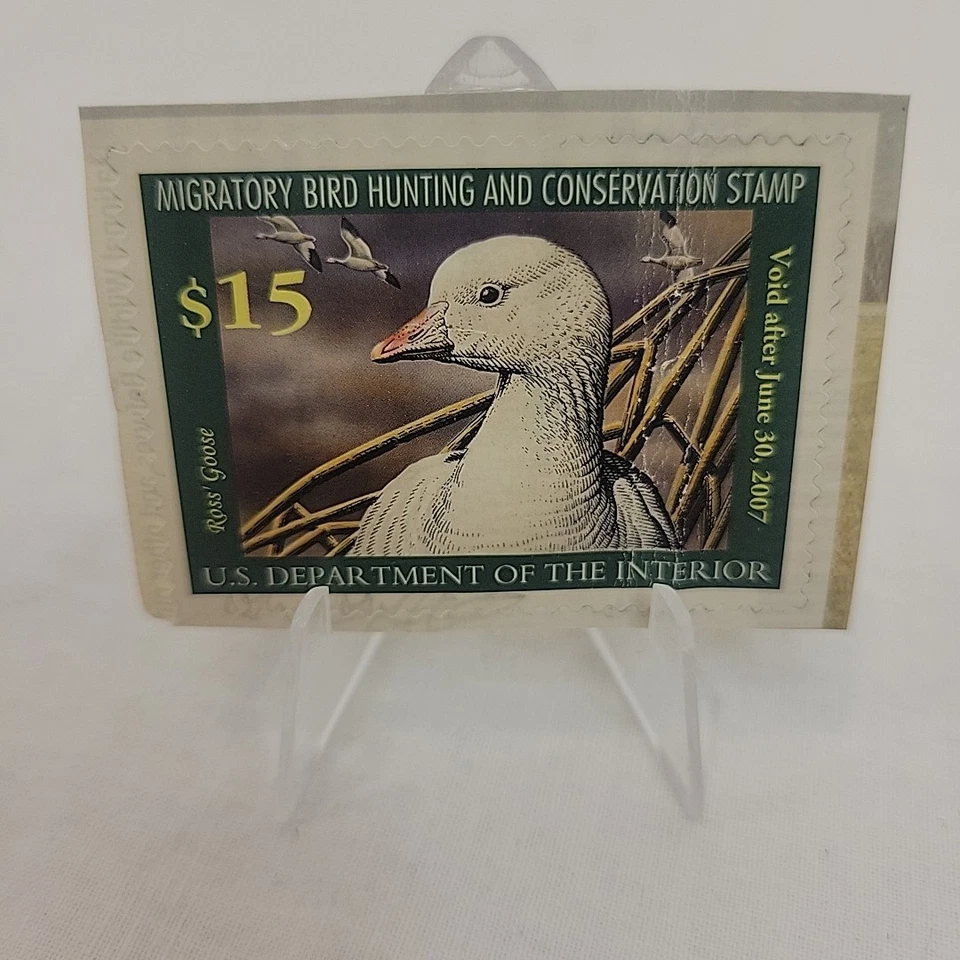 MIGRATORY BIRD HUNTING AND CONSERVATION STAMP
$15
Void after June 30, 2007
Ross' Goose
U.S. DEPARTMENT OF THE INTERIOR